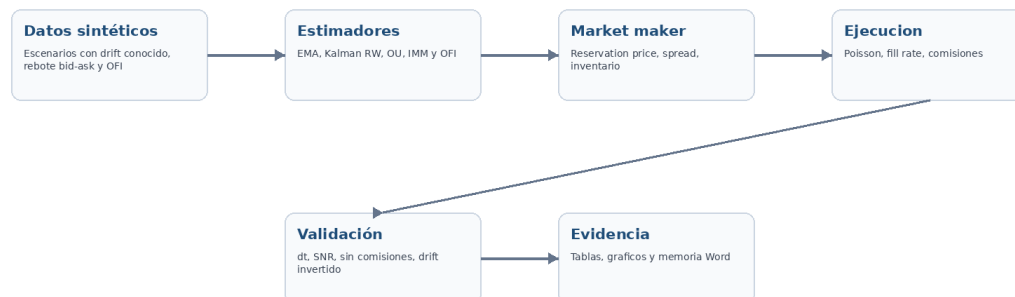 Datos sintéticos
Escenarios con drift conocido,
rebote bid-ask y OFI
Estimadores
EMA, Kalman RW, OU, IMM y OFI
Market maker
Reservation price, spread,
inventario
Ejecucion
Poisson, fill rate, comisiones
Validación
dt, SNR, sin comisiones, drift
invertido
Evidencia
Tablas, graficos y memoria Word